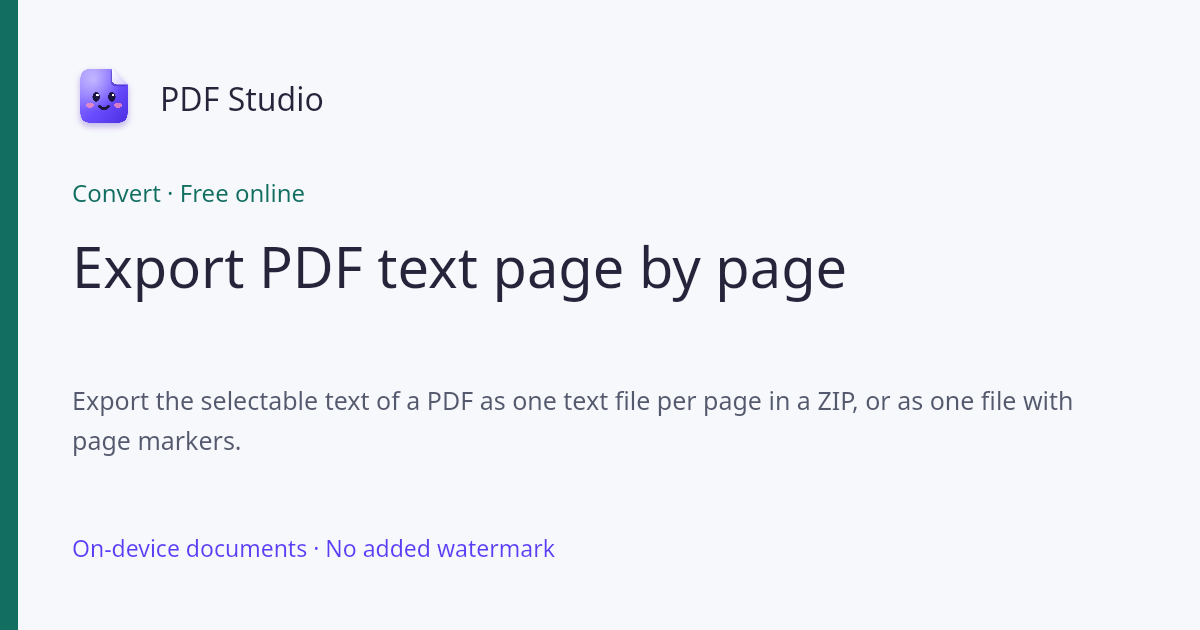 PDF Studio
Convert · Free online
Export PDF text page by page
Export the selectable text of a PDF as one text file per page in a ZIP, or as one file with
page markers.
On-device documents · No added watermark